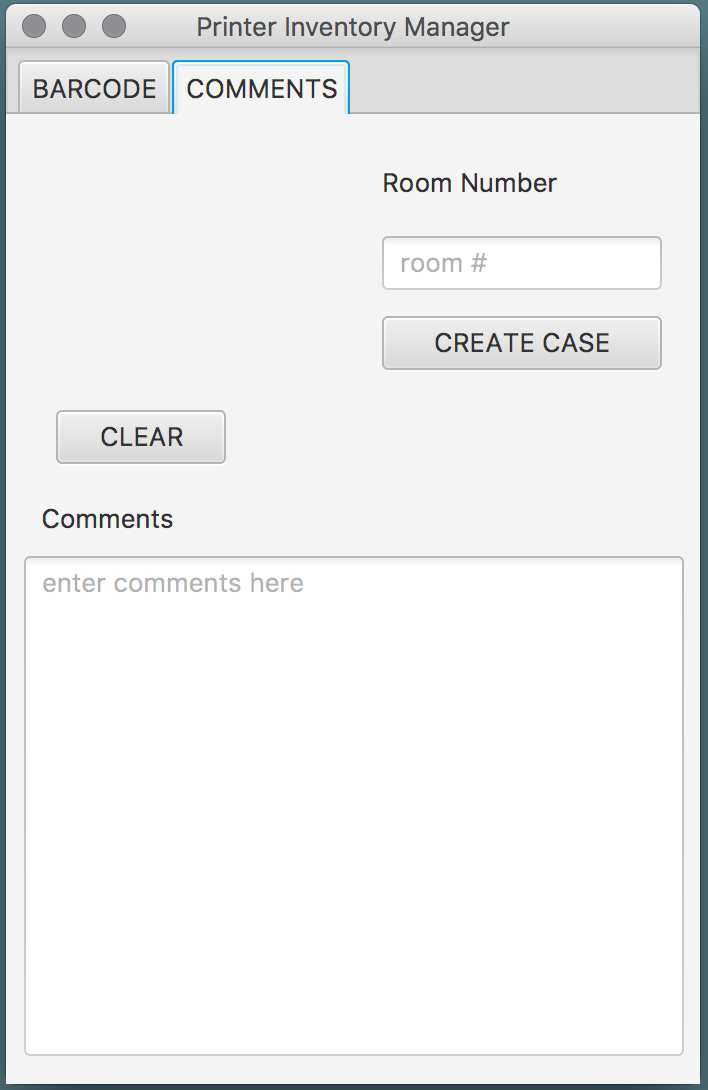 Printer Inventory Manager
BARCODE COMMENTS
Room Number
room #
CREATE CASE
CLEAR
Comments
enter comments here